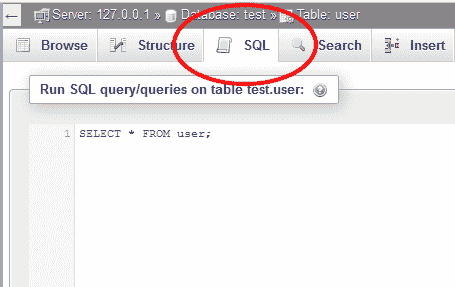 ← Server: 127.0.0.1 » Database: test » Table: user
Browse Structure SQL Search Insert
Run SQL query/queries on table test.user:
1 SELECT * FROM user;